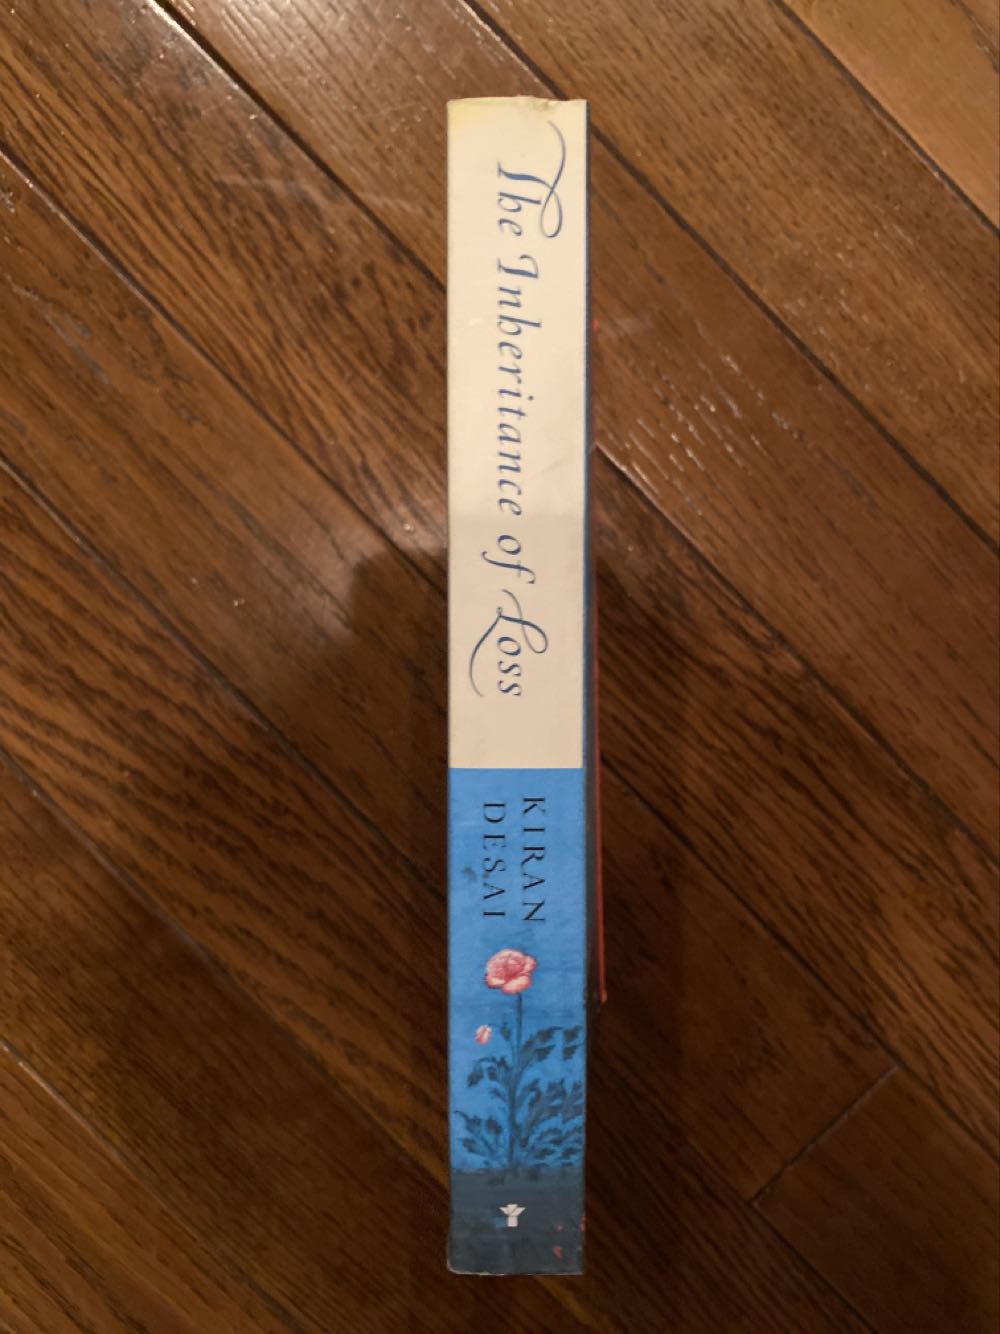 The Inheritance of Loss
KIRAN
DESAI